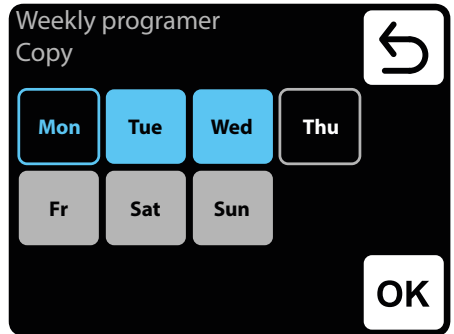 Weekly programer
Copy
Mon Tue Wed Thu
Fr Sat Sun
OK